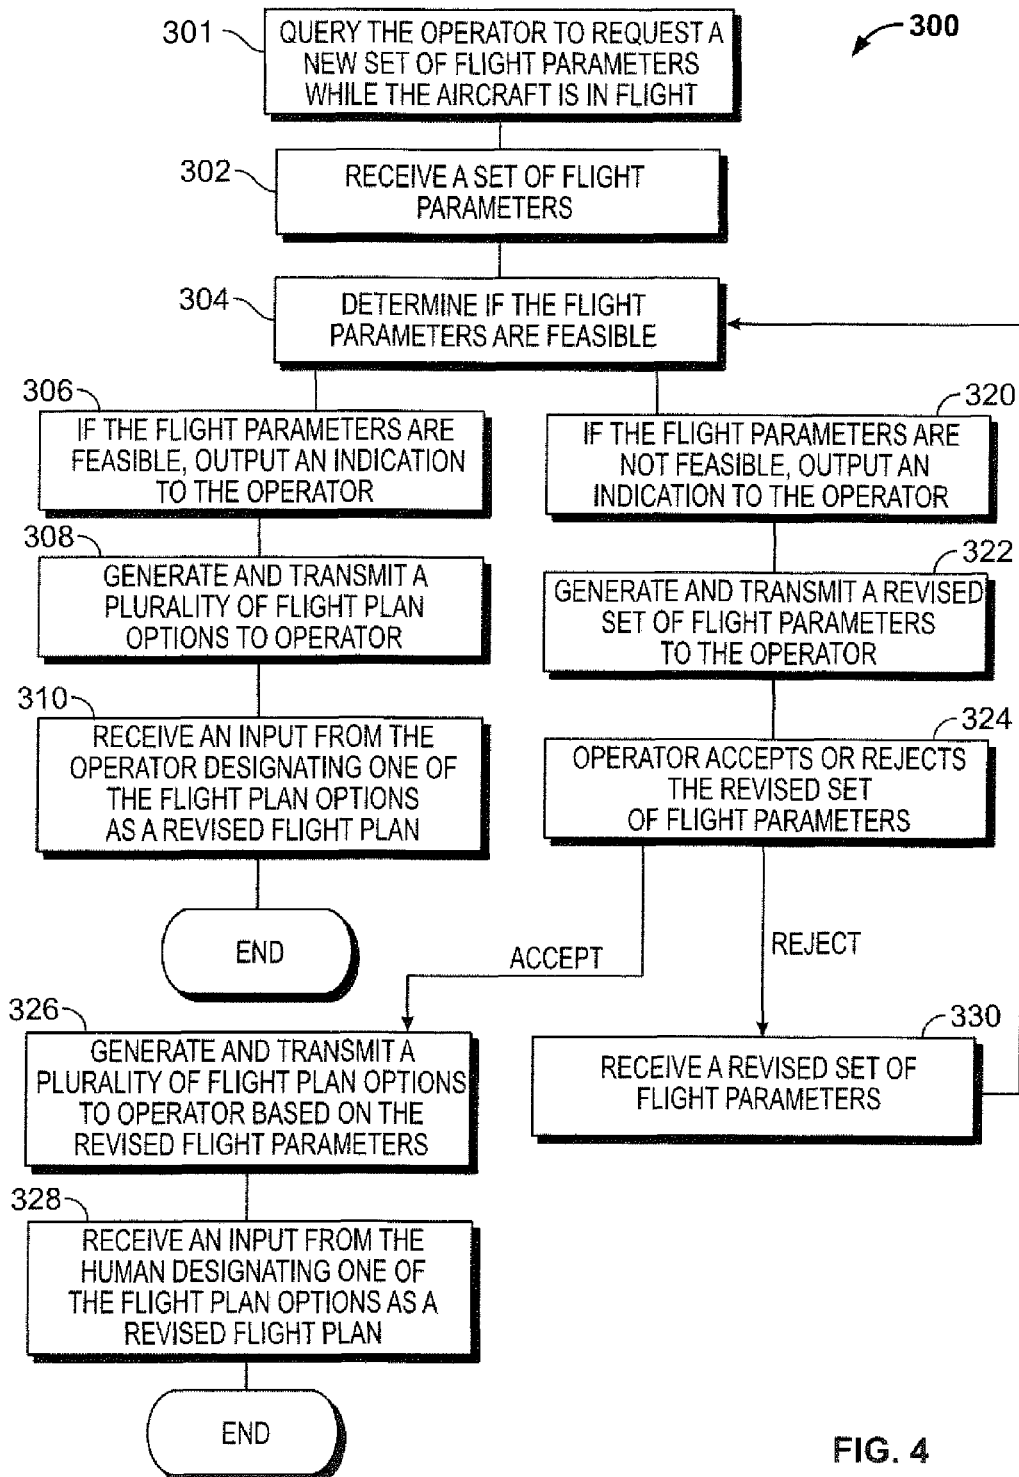 300
301
QUERY THE OPERATOR TO REQUEST A
NEW SET OF FLIGHT PARAMETERS
WHILE THE AIRCRAFT IS IN FLIGHT
302
RECEIVE A SET OF FLIGHT
PARAMETERS
304
DETERMINE IF THE FLIGHT
PARAMETERS ARE FEASIBLE
306
IF THE FLIGHT PARAMETERS ARE
FEASIBLE, OUTPUT AN INDICATION
TO THE OPERATOR
308
GENERATE AND TRANSMIT A
PLURALITY OF FLIGHT PLAN
OPTIONS TO OPERATOR
310
RECEIVE AN INPUT FROM THE
OPERATOR DESIGNATING ONE OF
THE FLIGHT PLAN OPTIONS
AS A REVISED FLIGHT PLAN
END
320
IF THE FLIGHT PARAMETERS ARE
NOT FEASIBLE, OUTPUT AN
INDICATION TO THE OPERATOR
322
GENERATE AND TRANSMIT A REVISED
SET OF FLIGHT PARAMETERS
TO THE OPERATOR
324
OPERATOR ACCEPTS OR REJECTS
THE REVISED SET
OF FLIGHT PARAMETERS
ACCEPT
REJECT
326
GENERATE AND TRANSMIT A
PLURALITY OF FLIGHT PLAN OPTIONS
TO OPERATOR BASED ON THE
REVISED FLIGHT PARAMETERS
328
RECEIVE AN INPUT FROM THE
HUMAN DESIGNATING ONE OF
THE FLIGHT PLAN OPTIONS AS A
REVISED FLIGHT PLAN
END
330
RECEIVE A REVISED SET OF
FLIGHT PARAMETERS
FIG. 4